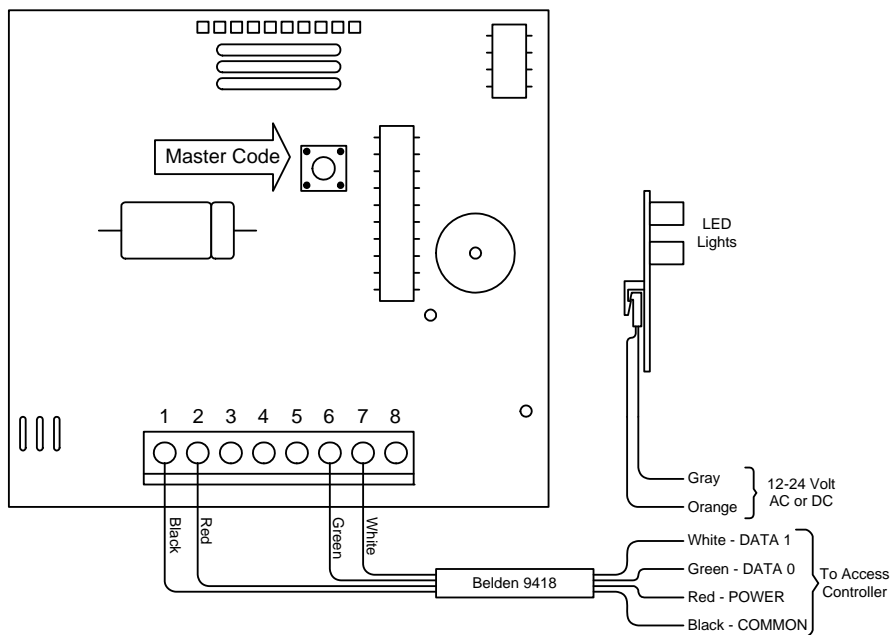 Master Code
LED
Lights
1 2 3 4 5 6 7 8
Gray
Orange
12-24 Volt
AC or DC
Black
Red
Green
White
White - DATA 1
Green - DATA 0
Red - POWER
Black - COMMON
Belden 9418
To Access
Controller